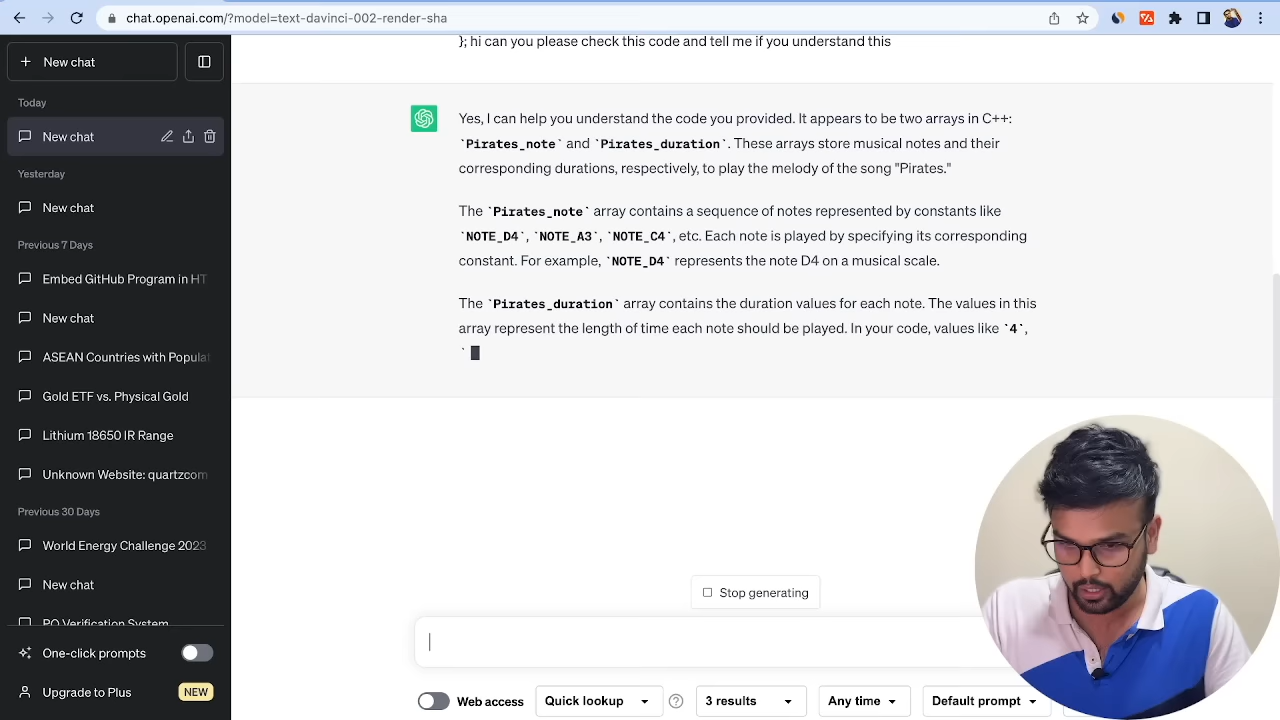 chat.openai.com/?model=text-davinci-002-render-sha
New chat
Today
New chat
Yesterday
New chat
Previous 7 Days
Embed GitHub Program in HT
New chat
ASEAN Countries with Populat
Gold ETF vs. Physical Gold
Lithium 18650 IR Range
Unknown Website: quartzcom
Previous 30 Days
World Energy Challenge 2023
New chat
PO Verification System
One-click prompts
Upgrade to Plus NEW
}; hi can you please check this code and tell me if you understand this
Yes, I can help you understand the code you provided. It appears to be two arrays in C++:
`Pirates_note` and `Pirates_duration`. These arrays store musical notes and their
corresponding durations, respectively, to play the melody of the song "Pirates."
The `Pirates_note` array contains a sequence of notes represented by constants like
`NOTE_D4`, `NOTE_A3`, `NOTE_C4`, etc. Each note is played by specifying its corresponding
constant. For example, `NOTE_D4` represents the note D4 on a musical scale.
The `Pirates_duration` array contains the duration values for each note. The values in this
array represent the length of time each note should be played. In your code, values like `4`,
`
Stop generating
Web access Quick lookup ? 3 results Any time Default prompt